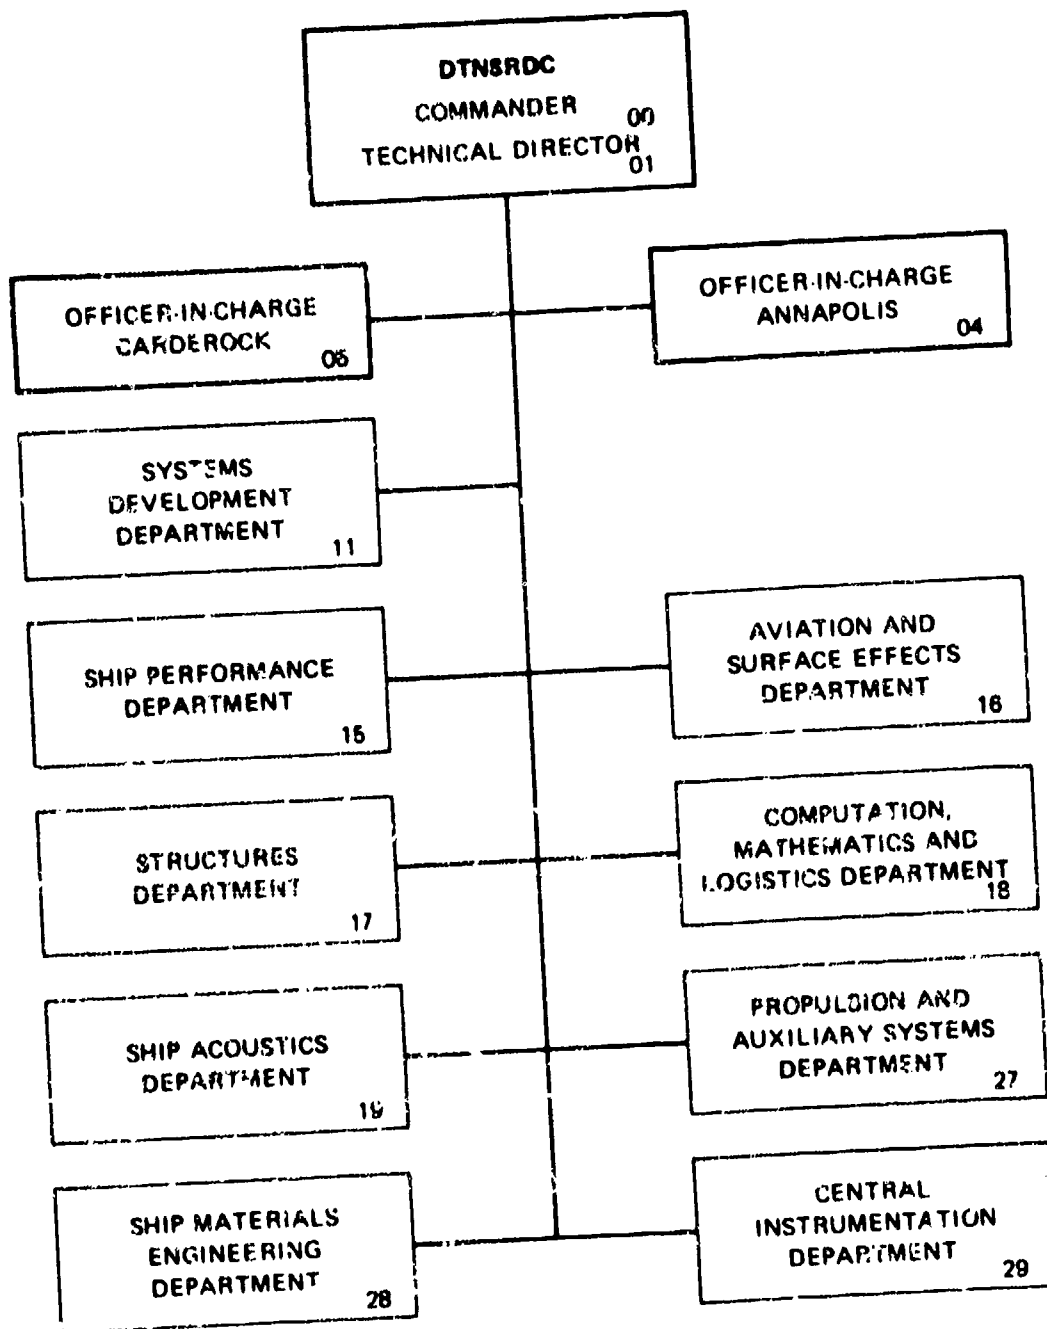 DTNSRDC
COMMANDER 00
TECHNICAL DIRECTOR 01
OFFICER-IN-CHARGE
CARDEROCK
05
OFFICER-IN-CHARGE
ANNAPOLIS
04
SYSTEMS
DEVELOPMENT
DEPARTMENT
11
SHIP PERFORMANCE
DEPARTMENT
15
AVIATION AND
SURFACE EFFECTS
DEPARTMENT
16
STRUCTURES
DEPARTMENT
17
COMPUTATION,
MATHEMATICS AND
LOGISTICS DEPARTMENT
18
SHIP ACOUSTICS
DEPARTMENT
19
PROPULSION AND
AUXILIARY SYSTEMS
DEPARTMENT
27
SHIP MATERIALS
ENGINEERING
DEPARTMENT
28
CENTRAL
INSTRUMENTATION
DEPARTMENT
29